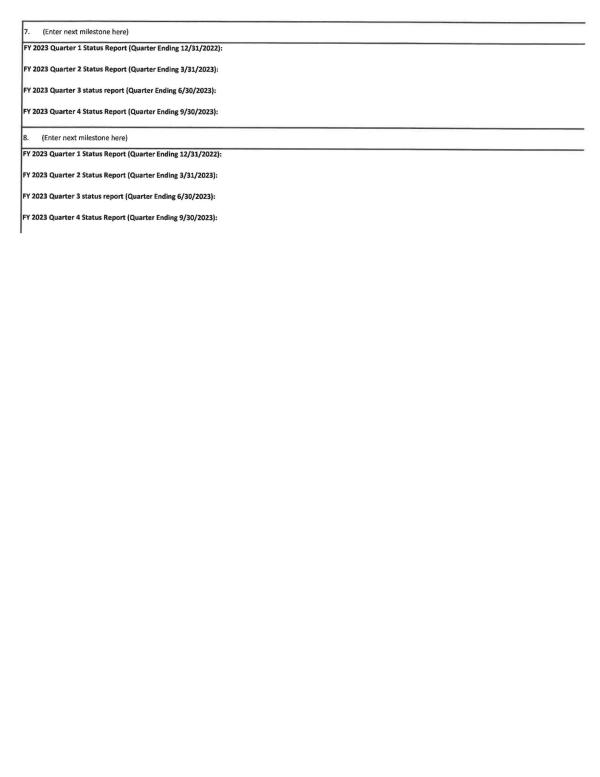 7. (Enter next milestone here)
FY 2023 Quarter 1 Status Report (Quarter Ending 12/31/2022):
FY 2023 Quarter 2 Status Report (Quarter Ending 3/31/2023):
FY 2023 Quarter 3 status report (Quarter Ending 6/30/2023):
FY 2023 Quarter 4 Status Report (Quarter Ending 9/30/2023):
8. (Enter next milestone here)
FY 2023 Quarter 1 Status Report (Quarter Ending 12/31/2022):
FY 2023 Quarter 2 Status Report (Quarter Ending 3/31/2023):
FY 2023 Quarter 3 status report (Quarter Ending 6/30/2023):
FY 2023 Quarter 4 Status Report (Quarter Ending 9/30/2023):